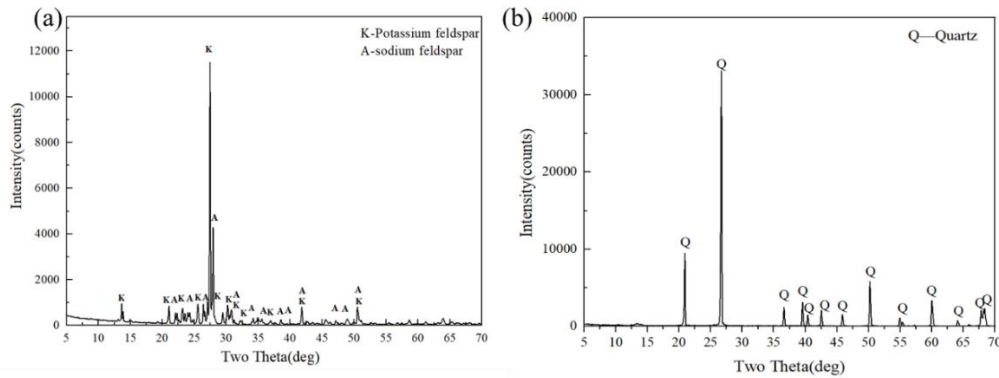 (a)
K-Potassium feldspar
A-sodium feldspar
Intensity(counts)
12000
10000
8000
6000
4000
2000
0
K
A
K
K A K A K A K K A K A A K A A A K A A A K
5 10 15 20 25 30 35 40 45 50 55 60 65 70
Two Theta(deg)
(b)
Q—Quartz
Intensity(counts)
40000
30000
20000
10000
0
Q
Q
Q Q Q Q Q Q Q Q Q Q Q
5 10 15 20 25 30 35 40 45 50 55 60 65 70
Two Theta(deg)